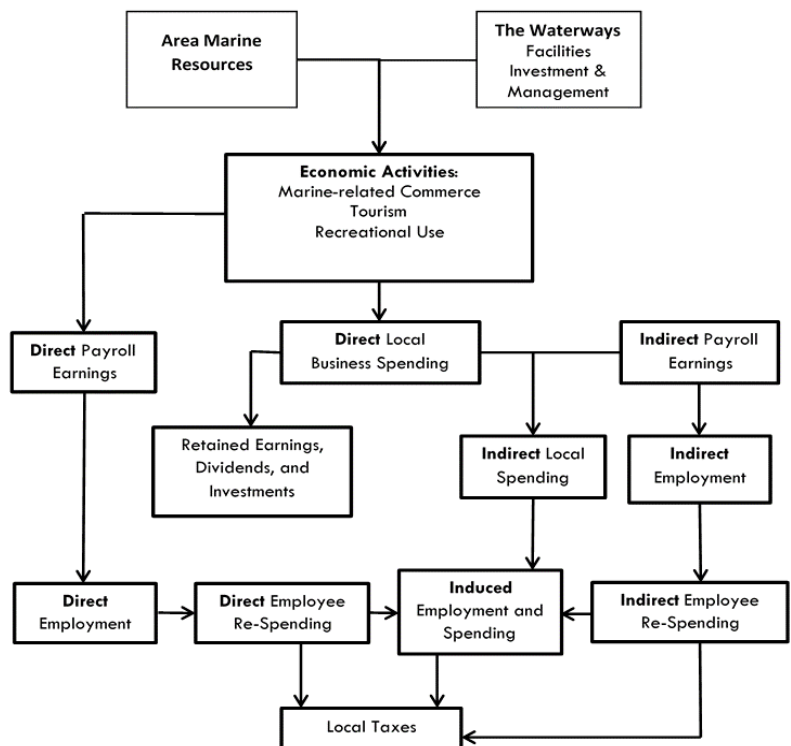 Area Marine
Resources
The Waterways
Facilities
Investment &
Management
Economic Activities:
Marine-related Commerce
Tourism
Recreational Use
Direct Payroll
Earnings
Direct Local
Business Spending
Indirect Payroll
Earnings
Retained Earnings,
Dividends, and
Investments
Indirect Local
Spending
Indirect
Employment
Direct
Employment
Direct Employee
Re-Spending
Induced
Employment and
Spending
Indirect Employee
Re-Spending
Local Taxes